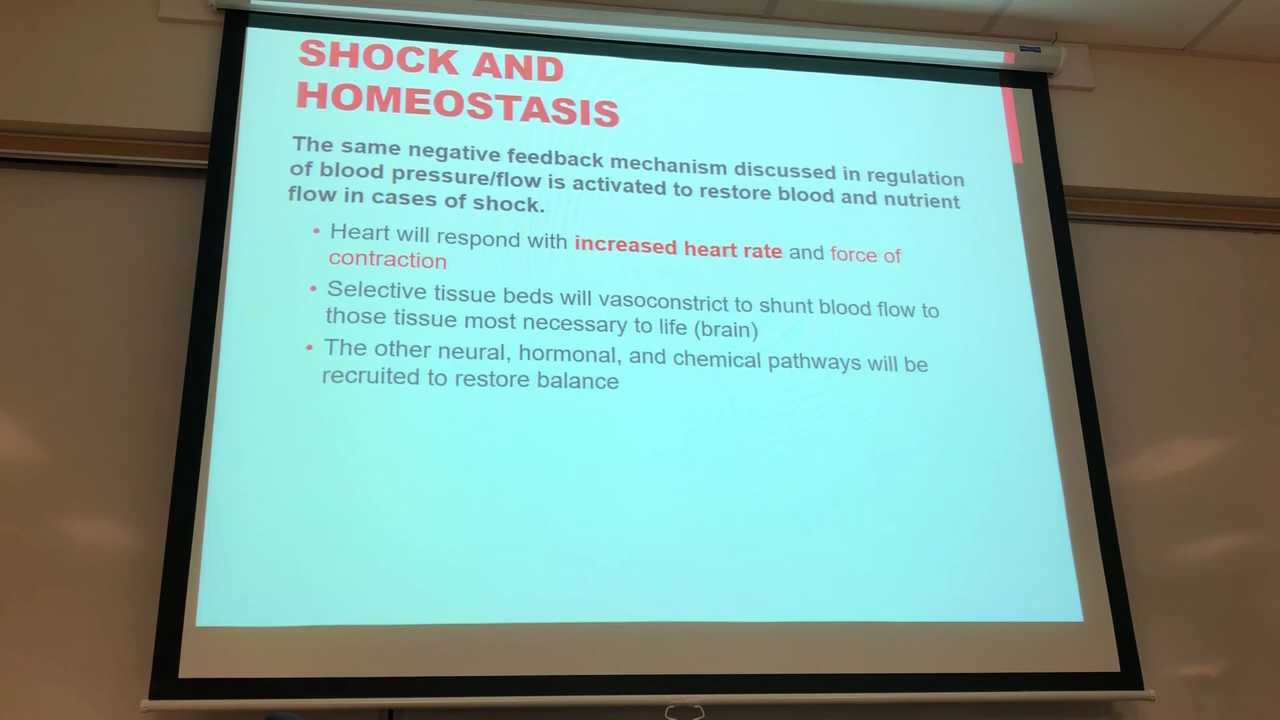 SHOCK AND
HOMEOSTASIS
The same negative feedback mechanism discussed in regulation
of blood pressure/flow is activated to restore blood and nutrient
flow in cases of shock.
• Heart will respond with increased heart rate and force of
contraction
• Selective tissue beds will vasoconstrict to shunt blood flow to
those tissue most necessary to life (brain)
• The other neural, hormonal, and chemical pathways will be
recruited to restore balance